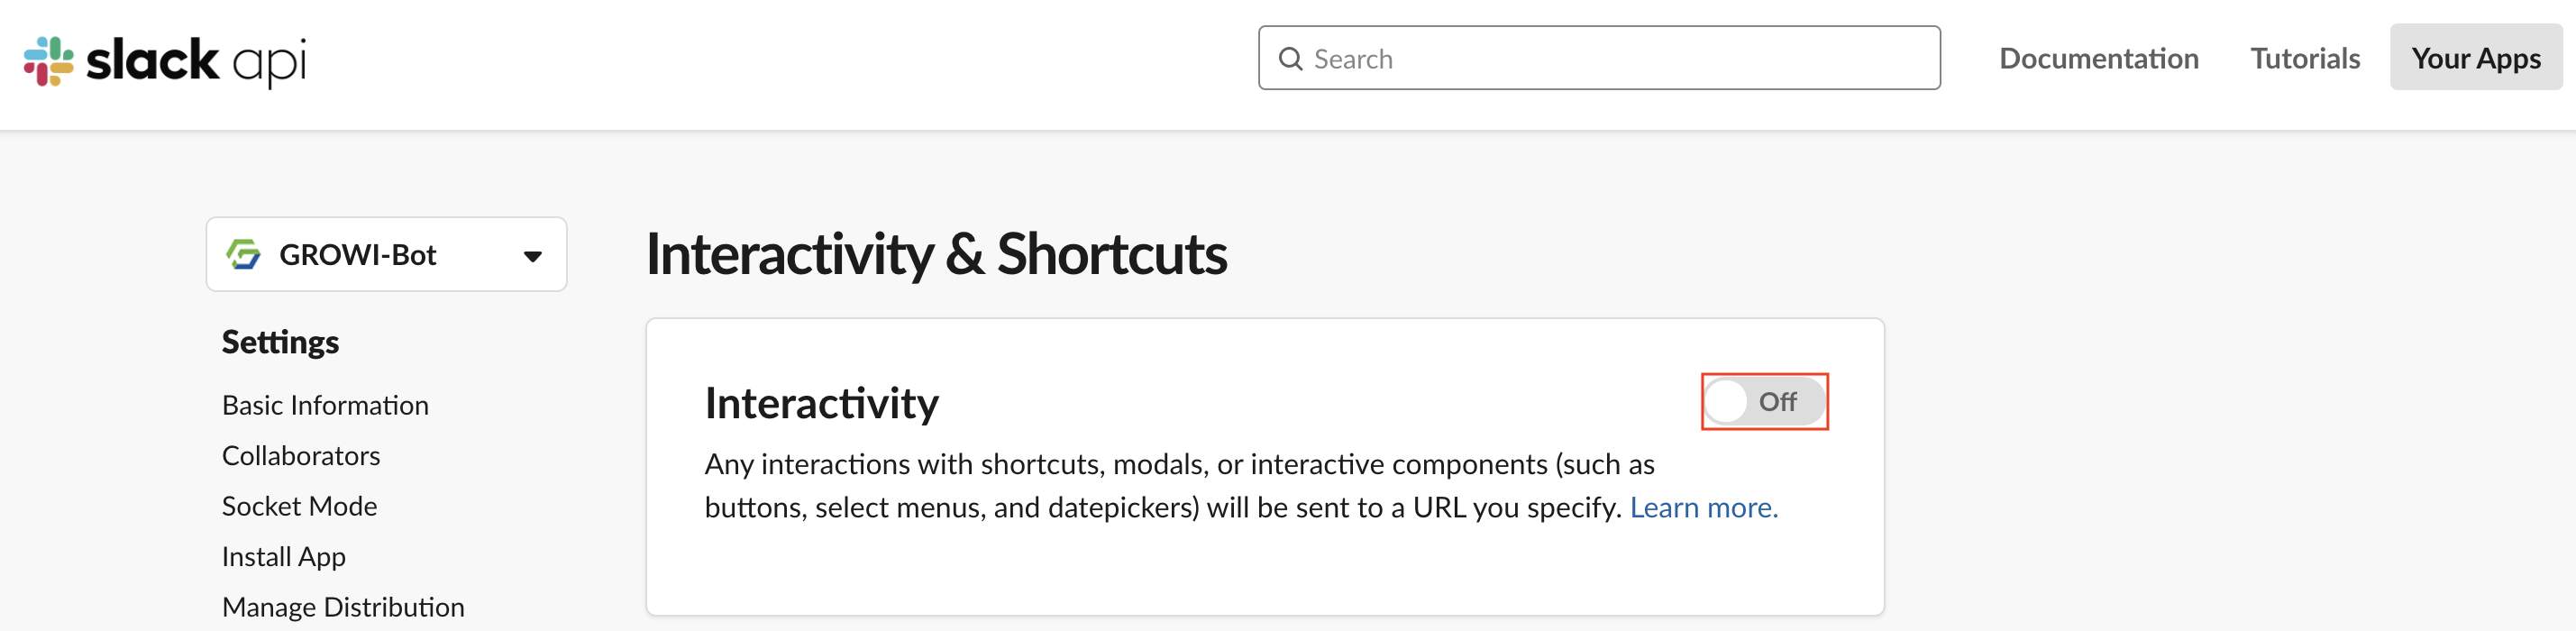 slack api
Search
Documentation
Tutorials
Your Apps
GROWI-Bot
Interactivity & Shortcuts
Settings
Basic Information
Collaborators
Socket Mode
Install App
Manage Distribution
Interactivity
Off
Any interactions with shortcuts, modals, or interactive components (such as
buttons, select menus, and datepickers) will be sent to a URL you specify. Learn more.